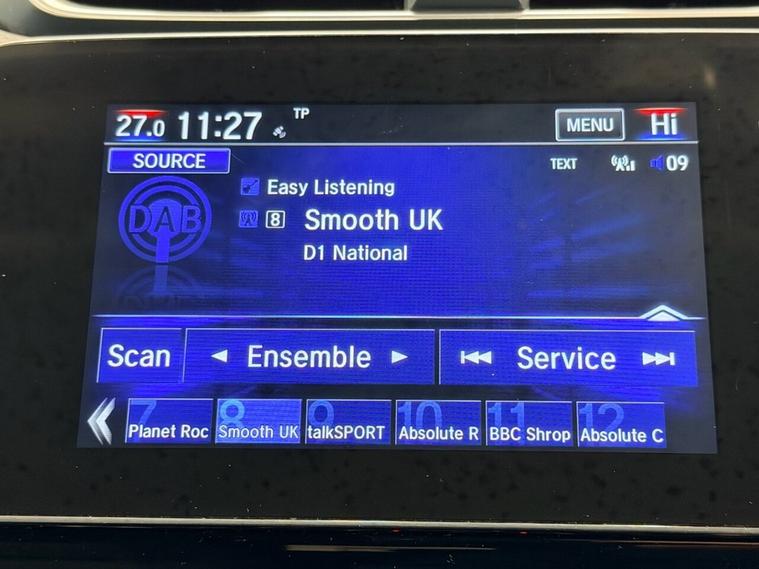 27.0 11:27 TP MENU Hi
SOURCE TEXT 09
Easy Listening
DAB
8 Smooth UK
D1 National
Scan Ensemble Service
7 8 9 10 11 12
Planet Roc Smooth UK talkSPORT Absolute R BBC Shrop Absolute C